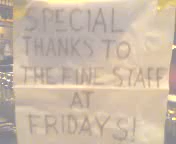 SPECIAL
THANKS TO
THE FINE STAFF
AT
FRIDAYS!